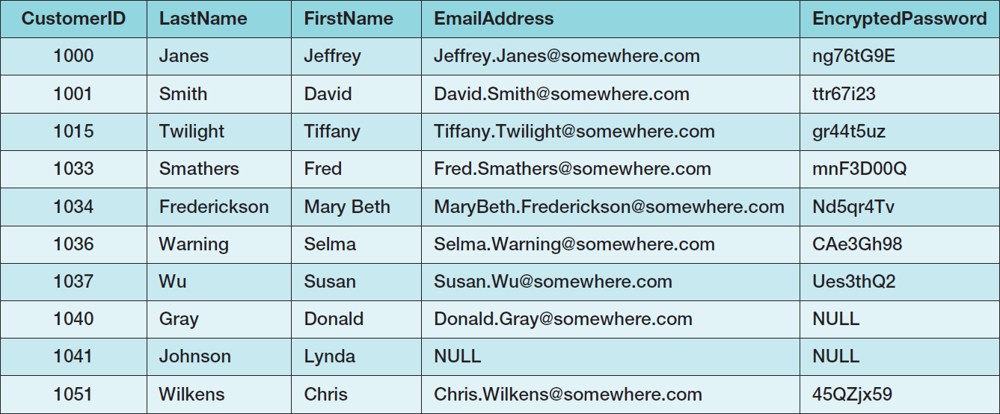 CustomerID LastName FirstName EmailAddress EncryptedPassword
1000 Janes Jeffrey Jeffrey.Janes@somewhere.com ng76tG9E
1001 Smith David David.Smith@somewhere.com ttr67i23
1015 Twilight Tiffany Tiffany.Twilight@somewhere.com gr44t5uz
1033 Smathers Fred Fred.Smathers@somewhere.com mnF3D00Q
1034 Frederickson Mary Beth MaryBeth.Frederickson@somewhere.com Nd5qr4Tv
1036 Warning Selma Selma.Warning@somewhere.com CAe3Gh98
1037 Wu Susan Susan.Wu@somewhere.com Ues3thQ2
1040 Gray Donald Donald.Gray@somewhere.com NULL
1041 Johnson Lynda NULL NULL
1051 Wilkens Chris Chris.Wilkens@somewhere.com 45QZjx59